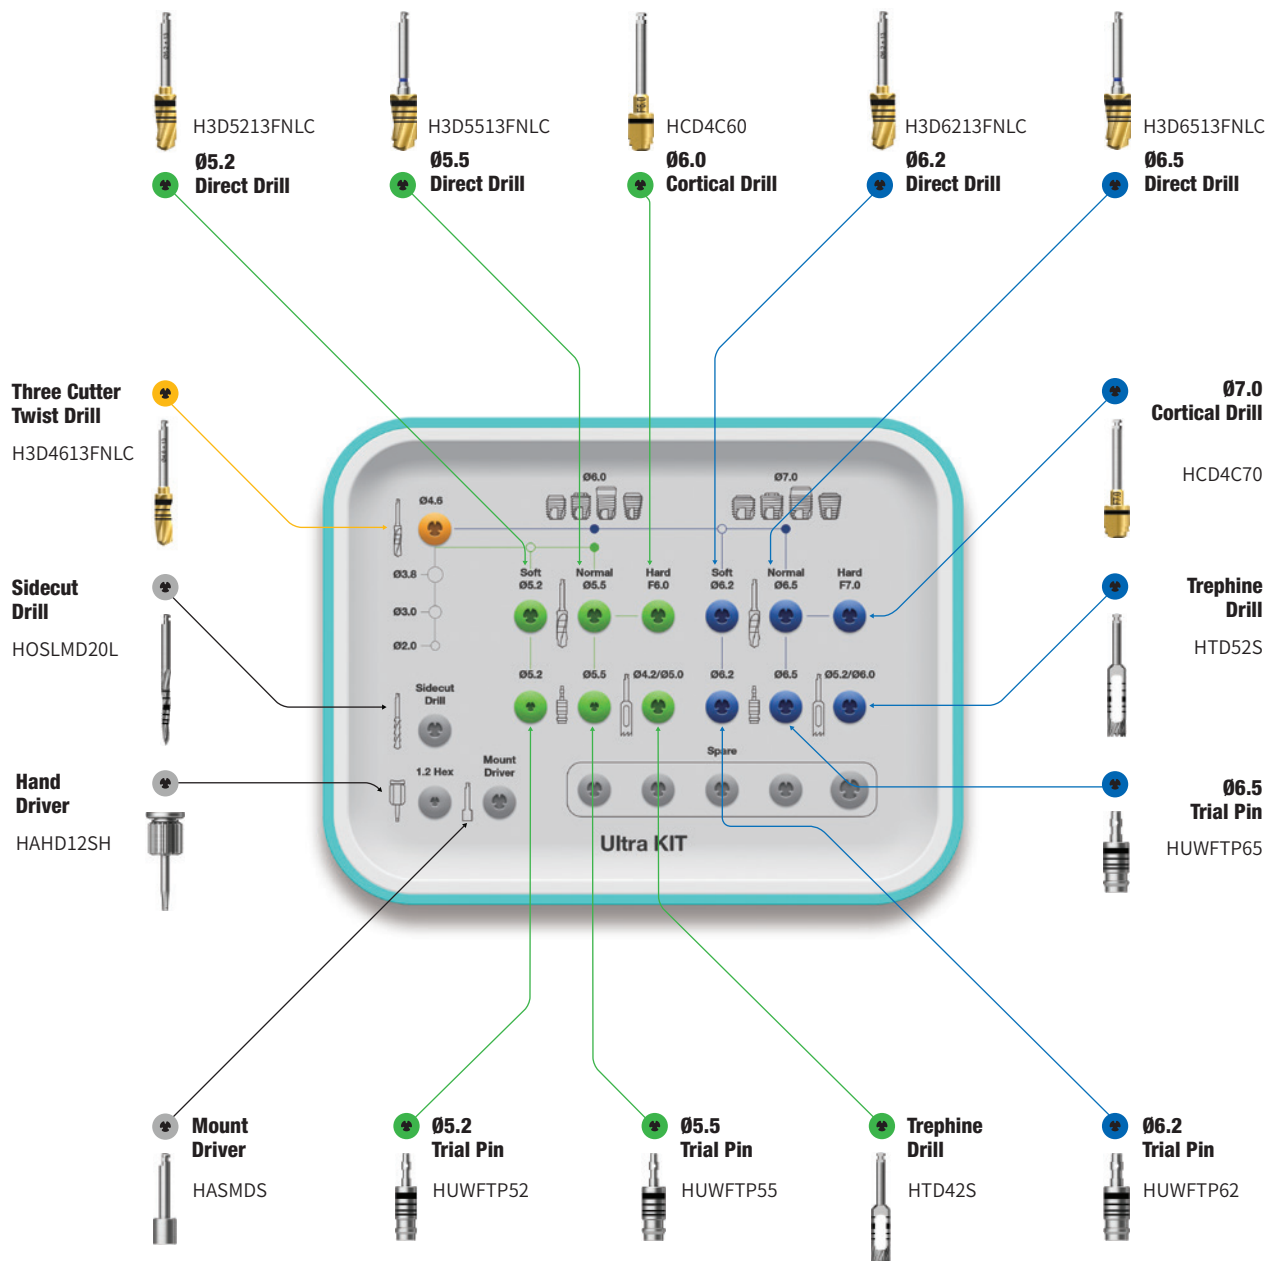 H3D5213FNLC
Ø5.2
Direct Drill
H3D5513FNLC
Ø5.5
Direct Drill
HCD4C60
Ø6.0
Cortical Drill
H3D6213FNLC
Ø6.2
Direct Drill
H3D6513FNLC
Ø6.5
Direct Drill
Three Cutter
Twist Drill
H3D4613FNLC
Ø7.0
Cortical Drill
HCD4C70
Sidecut
Drill
HOSLMD20L
Trephine
Drill
HTD52S
Hand
Driver
HAHD12SH
Ø6.5
Trial Pin
HUWFTP65
Ø6.0
Ø7.0
Ø4.6
Ø3.8
Ø3.0
Ø2.0
Soft
Ø5.2
Normal
Ø5.5
Hard
F6.0
Soft
Ø6.2
Normal
Ø6.5
Hard
F7.0
Ø5.2
Ø5.5
Ø4.2/Ø5.0
Ø6.2
Ø6.5
Ø5.2/Ø6.0
Sidecut
Drill
1.2 Hex
Mount
Driver
Spare
Ultra KIT
Mount
Driver
HASMDS
Ø5.2
Trial Pin
HUWFTP52
Ø5.5
Trial Pin
HUWFTP55
Trephine
Drill
HTD42S
Ø6.2
Trial Pin
HUWFTP62